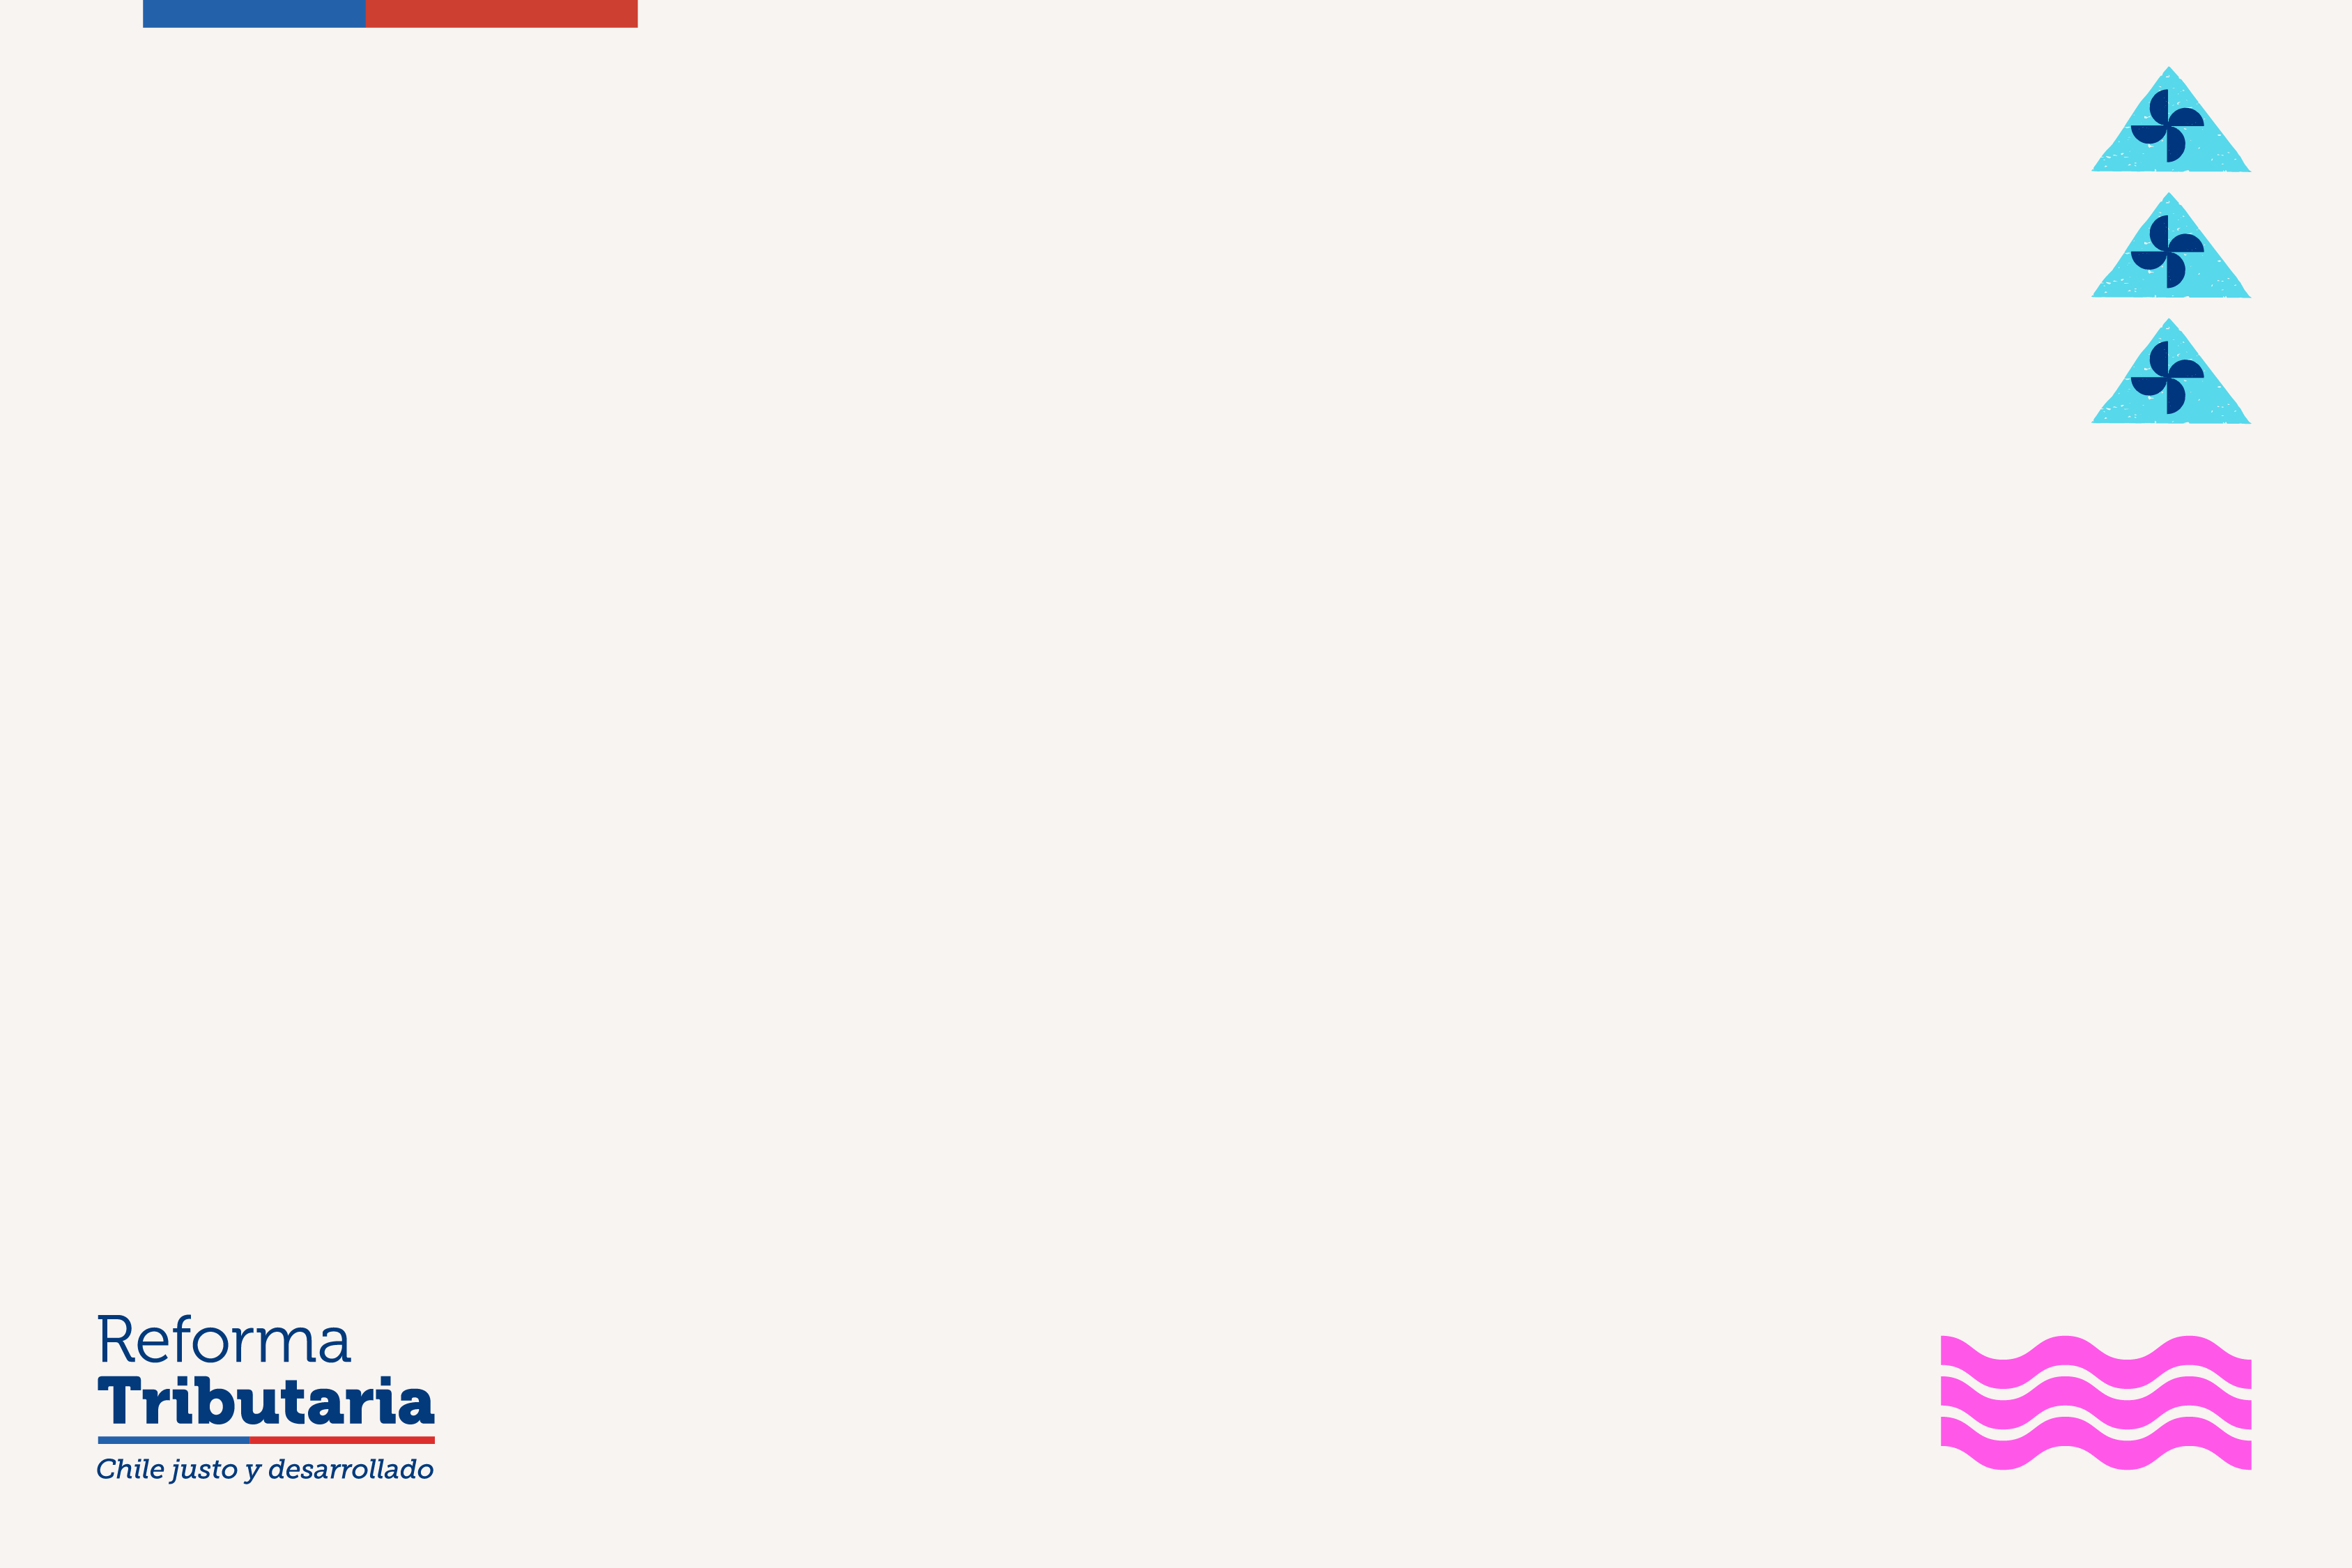 Reforma
Tributaria
Chile justo y desarrollado